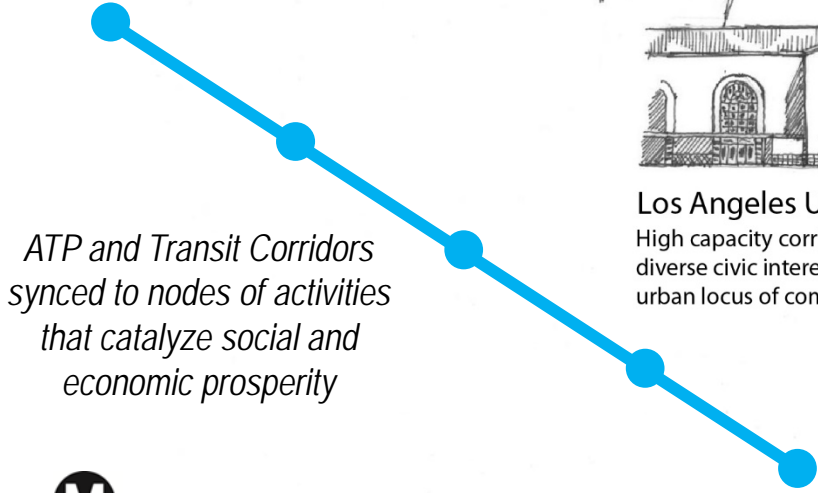 ATP and Transit Corridors
synced to nodes of activities
that catalyze social and
economic prosperity
Los Angeles U
High capacity corr
diverse civic intere
urban locus of con
M